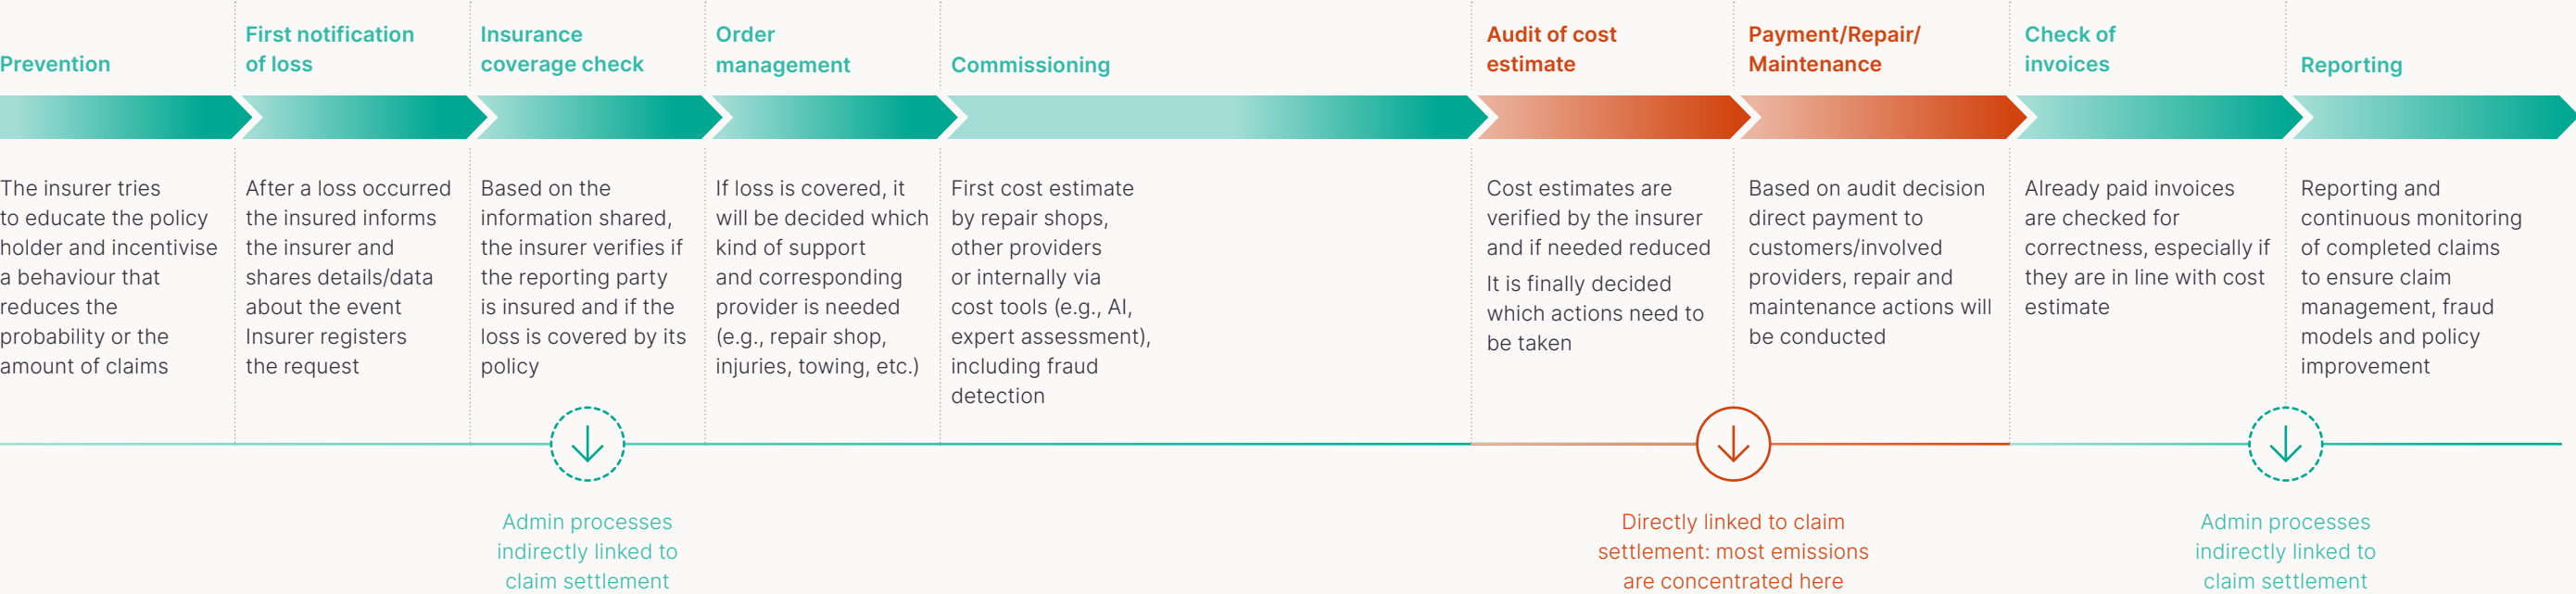 Prevention
First notification
of loss
Insurance
coverage check
Order
management
Commissioning
Audit of cost
estimate
Payment/Repair/
Maintenance
Check of
invoices
Reporting
The insurer tries
to educate the policy
holder and incentivise
a behaviour that
reduces the
probability or the
amount of claims
After a loss occurred
the insured informs
the insurer and
shares details/data
about the event
Insurer registers
the request
Based on the
information shared,
the insurer verifies if
the reporting party
is insured and if the
loss is covered by its
policy
If loss is covered, it
will be decided which
kind of support
and corresponding
provider is needed
(e.g., repair shop,
injuries, towing, etc.)
First cost estimate
by repair shops,
other providers
or internally via
cost tools (e.g., AI,
expert assessment),
including fraud
detection
Cost estimates are
verified by the insurer
and if needed reduced
It is finally decided
which actions need to
be taken
Based on audit decision
direct payment to
customers/involved
providers, repair and
maintenance actions will
be conducted
Already paid invoices
are checked for
correctness, especially if
they are in line with cost
estimate
Reporting and
continuous monitoring
of completed claims
to ensure claim
management, fraud
models and policy
improvement
Admin processes
indirectly linked to
claim settlement
Directly linked to claim
settlement: most emissions
are concentrated here
Admin processes
indirectly linked to
claim settlement